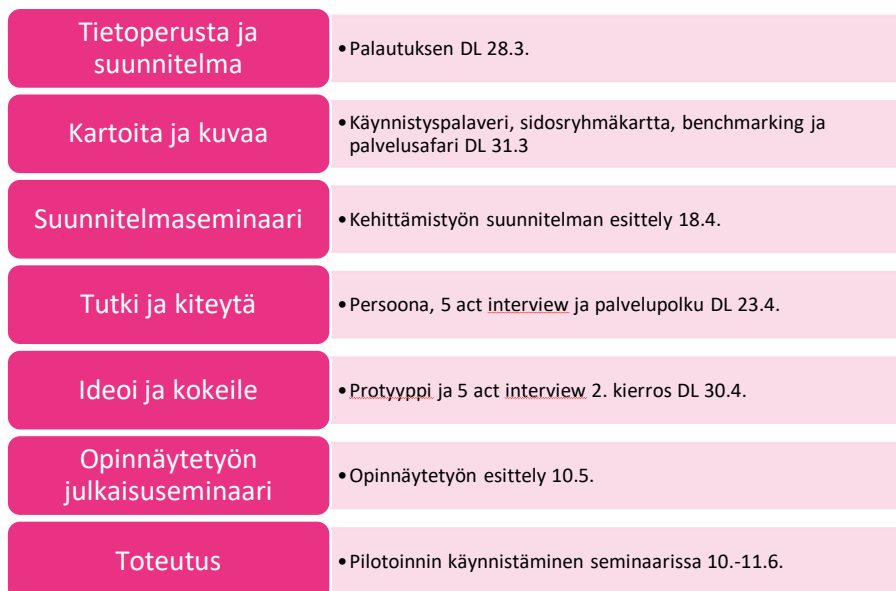 Tietoperusta ja
suunnitelma
•Palautuksen DL 28.3.
Kartoita ja kuvaa
•Käynnistyspalaveri, sidosryhmäkartta, benchmarking ja
palvelusafari DL 31.3
Suunnitelmaseminaari
•Kehittämistyön suunnitelman esittely 18.4.
Tutki ja kiteytä
•Persoona, 5 act interview ja palvelupolku DL 23.4.
Ideoi ja kokeile
•Protyyppi ja 5 act interview 2. kierros DL 30.4.
Opinnäytetyön
julkaisuseminaari
•Opinnäytetyön esittely 10.5.
Toteutus
•Pilotoinnin käynnistäminen seminaarissa 10.-11.6.